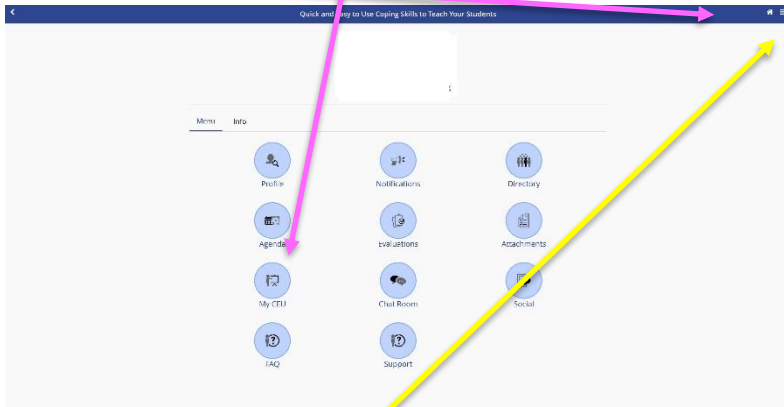 Quick and Easy to Use Coping Skills to Teach Your Students
Menu Info
Profile Notifications Directory
Agenda Evaluations Attachments
My CEU Chat Room Social
FAQ Support